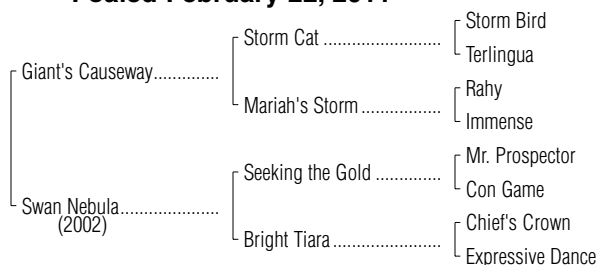 Foaled February 22, 2011
Storm Bird
Storm Cat
Terlingua
Giant's Causeway
Rahy
Mariah's Storm
Immense
Mr. Prospector
Seeking the Gold
Con Game
Swan Nebula
(2002)
Chief's Crown
Bright Tiara
Expressive Dance